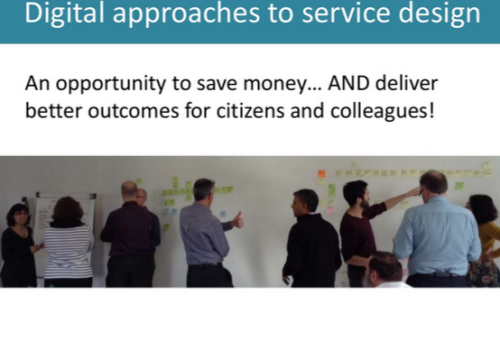 Digital approaches to service design
An opportunity to save money... AND deliver
better outcomes for citizens and colleagues!